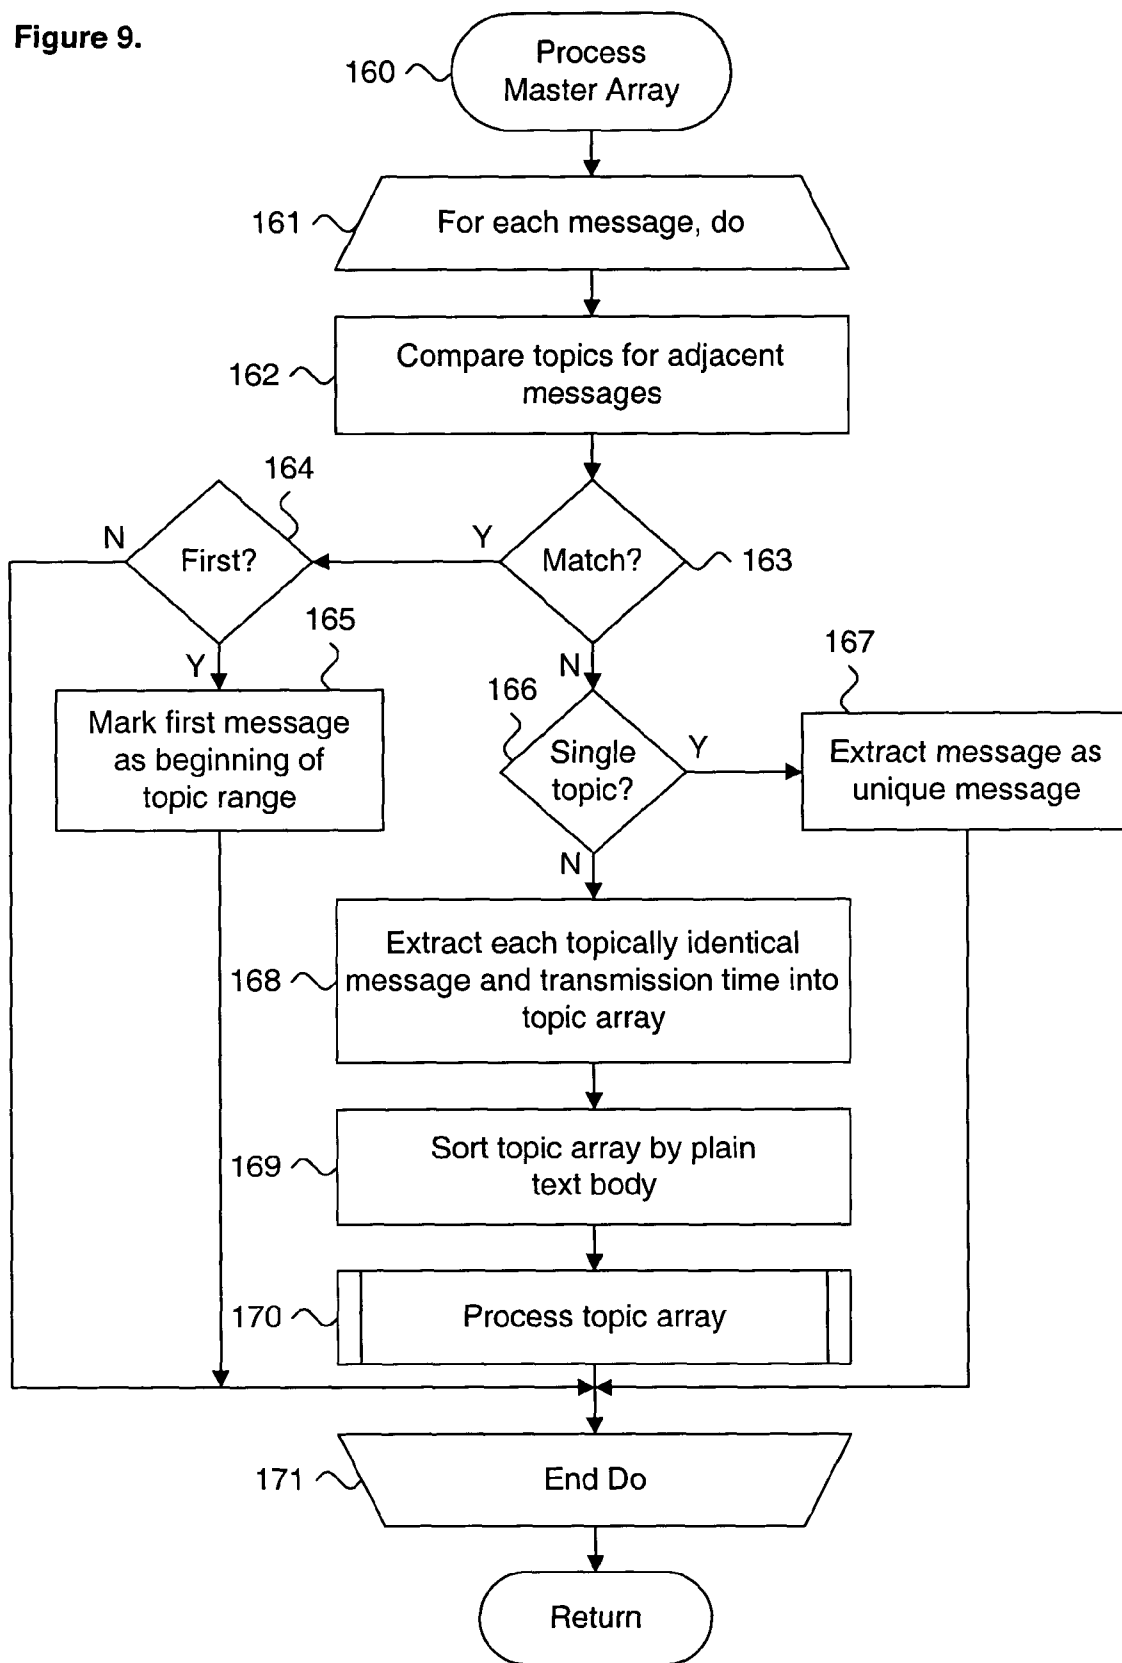 Figure 9.
Process
Master Array
160
161
For each message, do
162
Compare topics for adjacent
messages
164
N
First?
Y
Match?
163
165
Y
N
167
166
Mark first message
as beginning of
topic range
Single
topic?
Y
Extract message as
unique message
N
168
Extract each topically identical
message and transmission time into
topic array
169
Sort topic array by plain
text body
170
Process topic array
171
End Do
Return